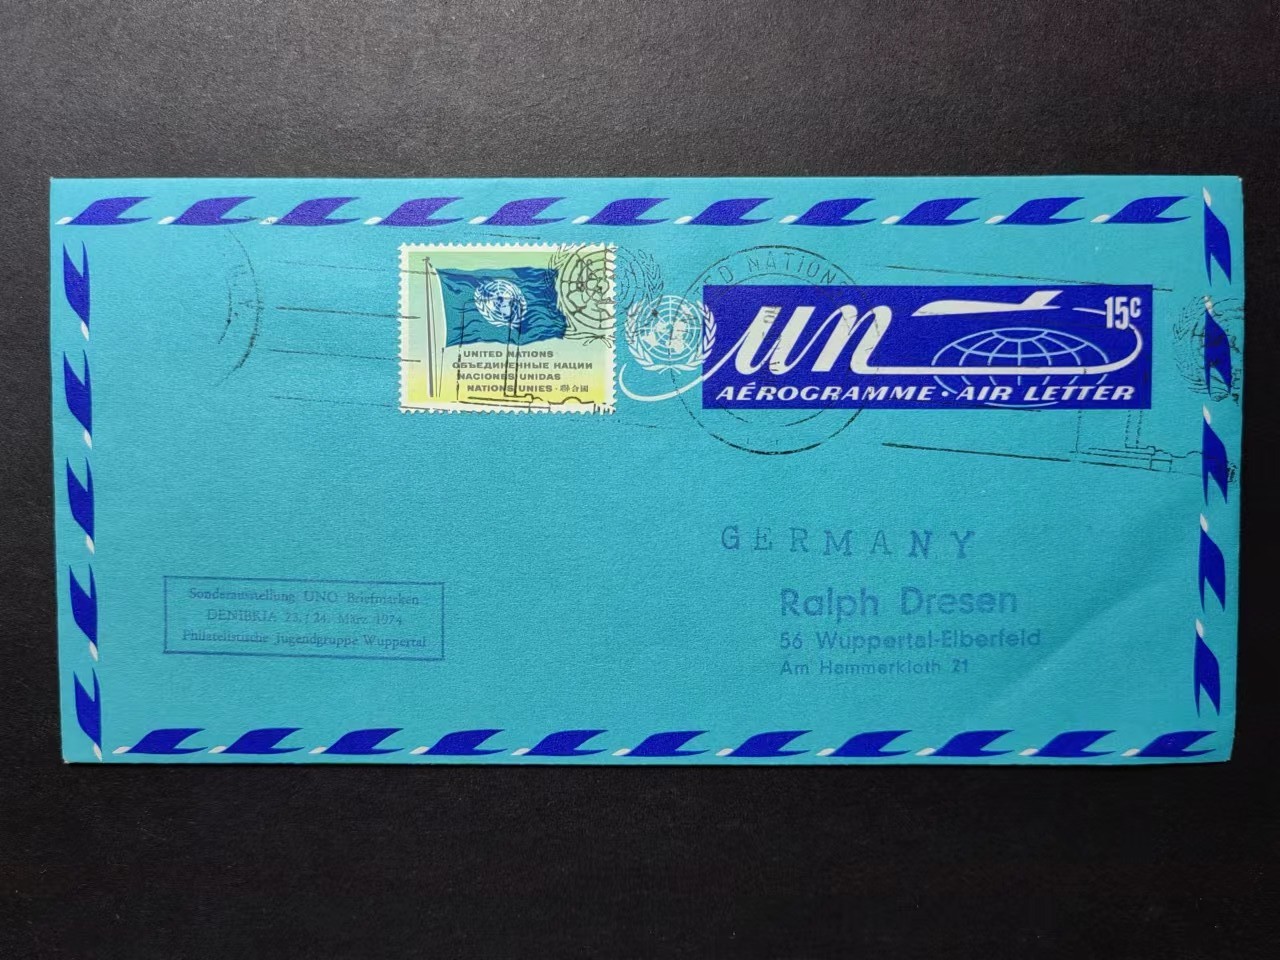 UNITED NATIONS
ОБЪЕДИНЕННЫЕ НАЦИИ
NACIONES UNIDAS
NATIONS UNIES · 聯合國
D NATIONS
un
15c
AÉROGRAMME · AIR LETTER
GERMANY
Ralph Dresen
56 Wuppertal-Elberfeld
Am Hammerkloth 21
Sonderausstellung UNO Briefmarken
DENIBRIA 23./24. März 1974
Philatelistische Jugendgruppe Wuppertal